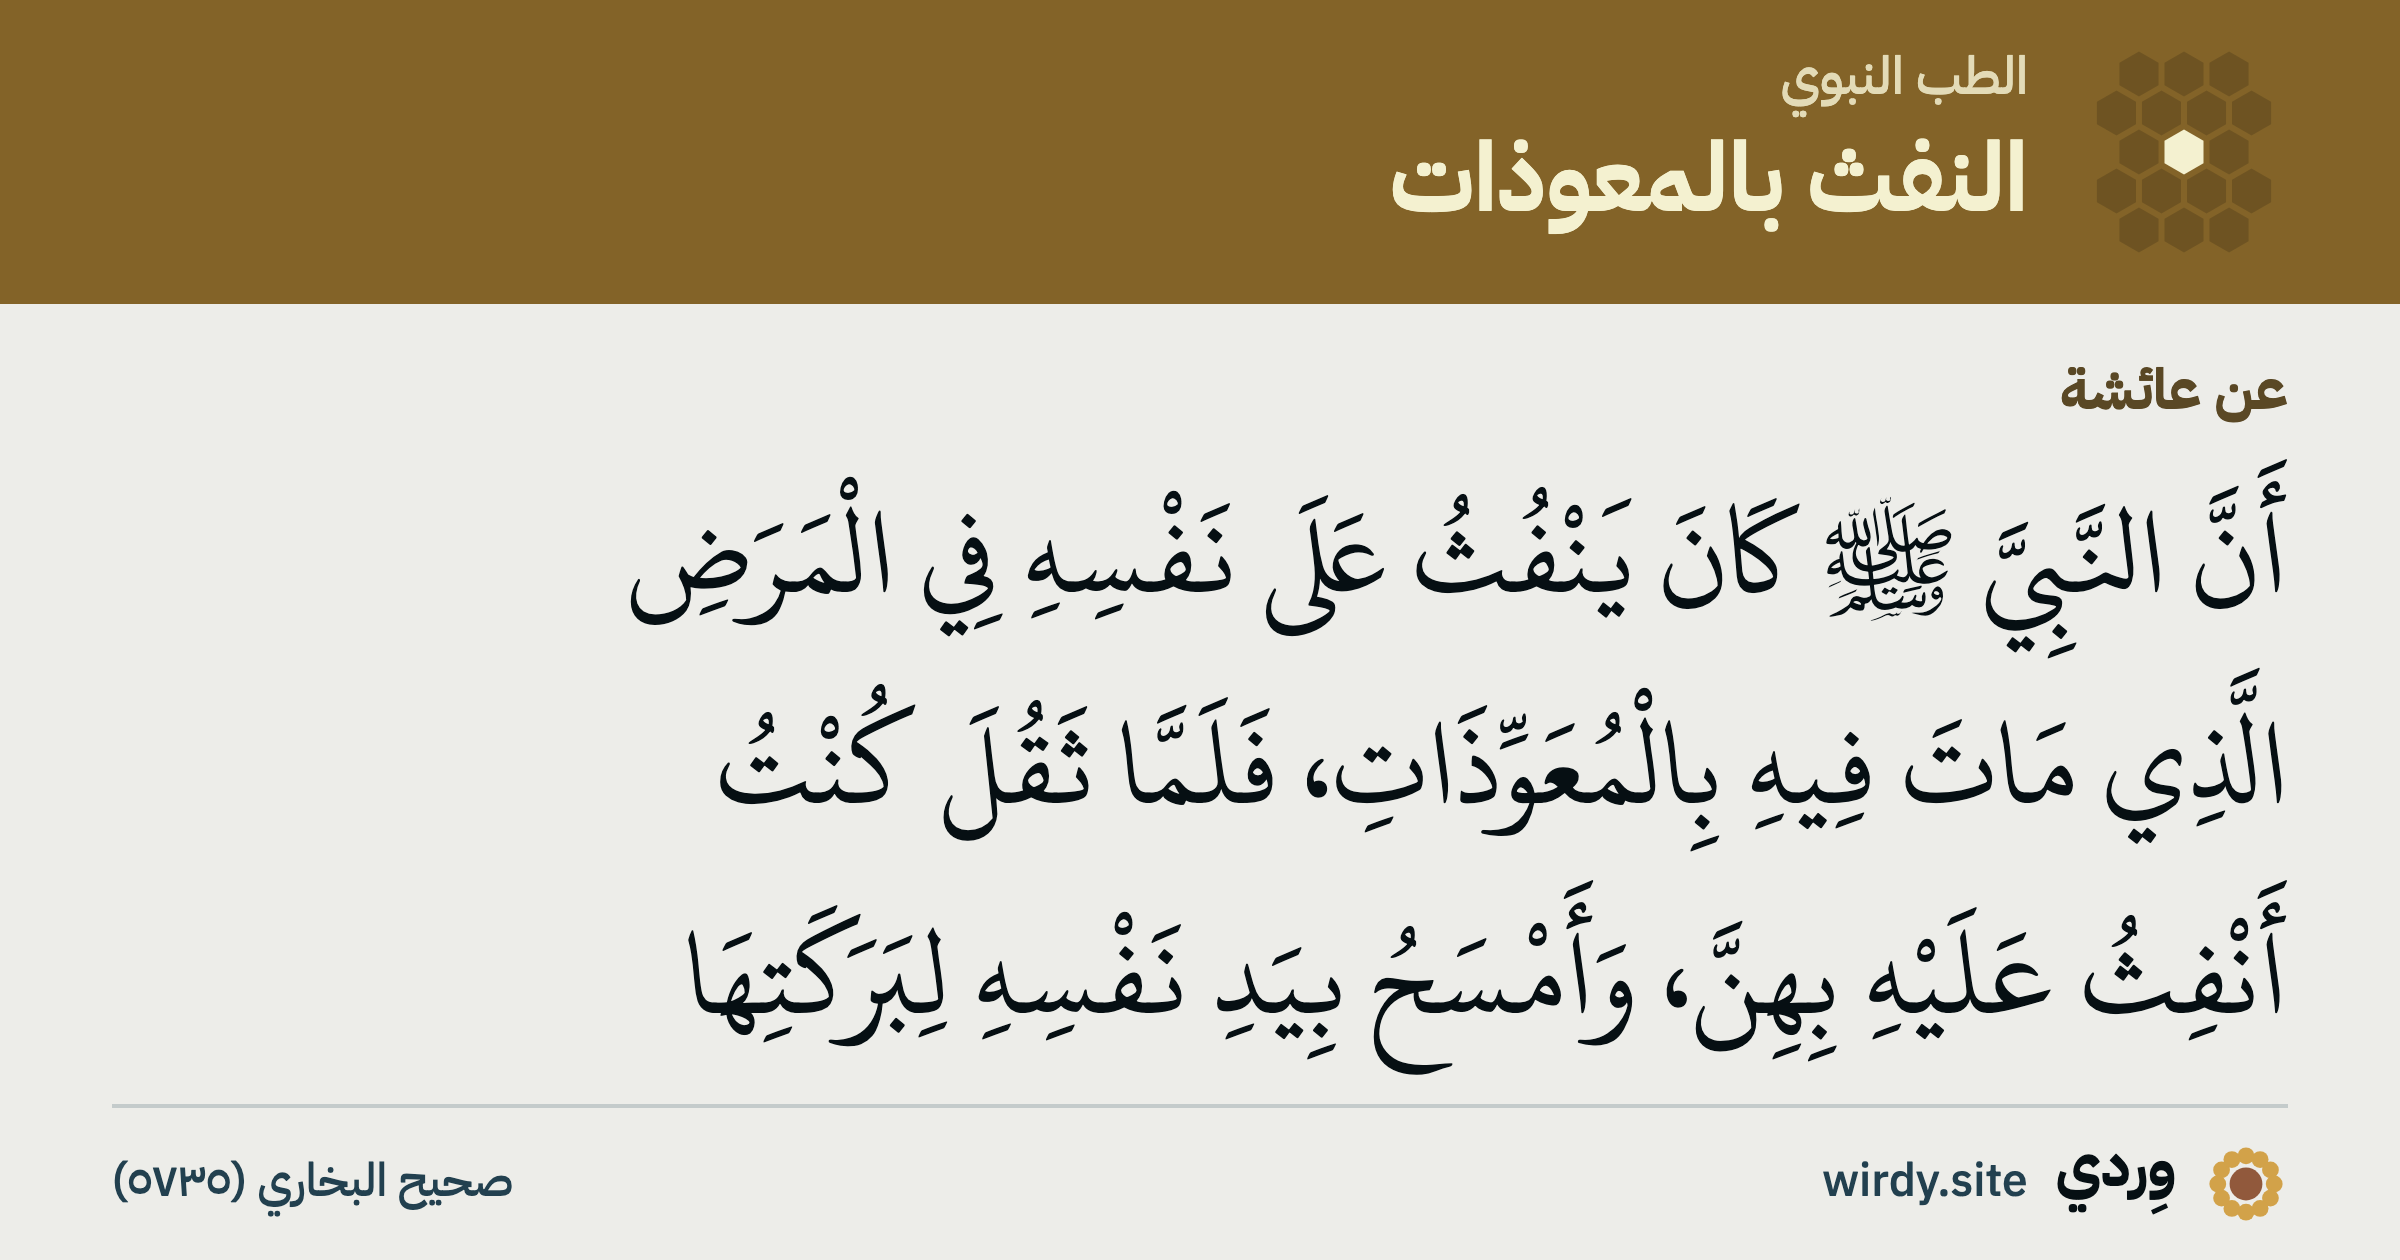 الطب النبوي
النفث بالمعوذات
عن عائشة
أَنَّ النَّبِيَّ ﷺ كَانَ يَنْفُثُ عَلَى نَفْسِهِ فِي الْمَرَضِ
الَّذِي مَاتَ فِيهِ بِالْمُعَوِّذَاتِ، فَلَمَّا ثَقُلَ كُنْتُ
أَنْفِثُ عَلَيْهِ بِهِنَّ، وَأَمْسَحُ بِيَدِ نَفْسِهِ لِبَرَكَتِهَا
وِردي wirdy.site
صحيح البخاري (٥٧٣٥)